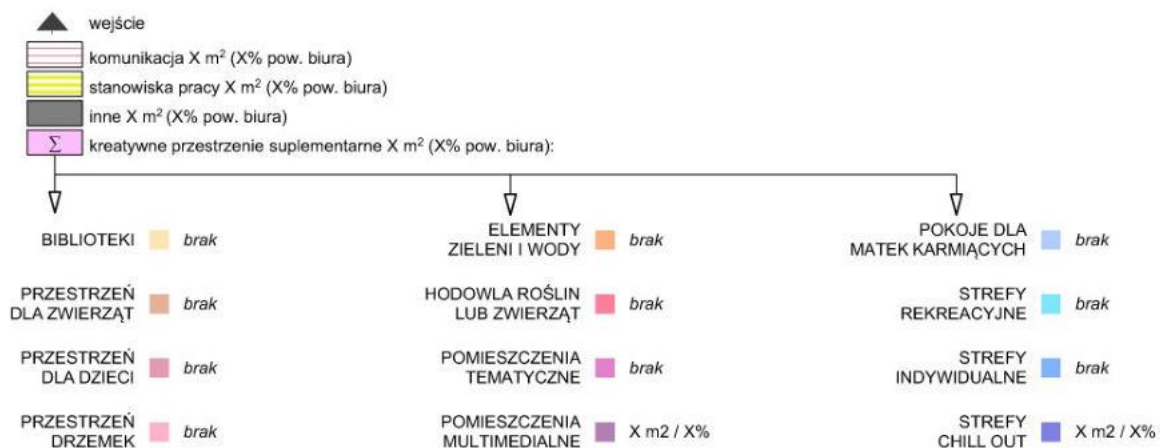 wejście
komunikacja X m² (X% pow. biura)
stanowiska pracy X m² (X% pow. biura)
inne X m² (X% pow. biura)
Σ kreatywne przestrzenie suplementarne X m² (X% pow. biura):
BIBLIOTEKI brak
ELEMENTY
ZIELENI I WODY brak
POKOJE DLA
MATEK KARMIĄCYCH brak
PRZESTRZEŃ
DLA ZWIERZĄT brak
HODOWLA ROŚLIN
LUB ZWIERZĄT brak
STREFY
REKREACYJNE brak
PRZESTRZEŃ
DLA DZIECI brak
POMIESZCZENIA
TEMATYCZNE brak
STREFY
INDYWIDUALNE brak
PRZESTRZEŃ
DRZEMEK brak
POMIESZCZENIA
MULTIMEDIALNE X m2 / X%
STREFY
CHILL OUT X m2 / X%